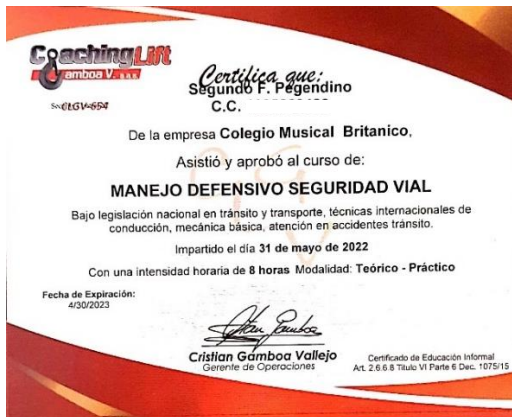 Coaching Lift
Gamboa V. S.A.S
CLGV-654
Certifica que:
Segundo F. Pegendino
C.C.
De la empresa Colegio Musical Britanico,
Asistió y aprobó al curso de:
MANEJO DEFENSIVO SEGURIDAD VIAL
Bajo legislación nacional en tránsito y transporte, técnicas internacionales de
conducción, mecánica básica, atención en accidentes tránsito.
Impartido el día 31 de mayo de 2022
Con una intensidad horaria de 8 horas Modalidad: Teórico - Práctico
Fecha de Expiración:
4/30/2023
Cristian Gamboa Vallejo
Gerente de Operaciones
Certificado de Educación Informal
Art. 2.6.6.8 Titulo VI Parte 6 Dec. 1075/15